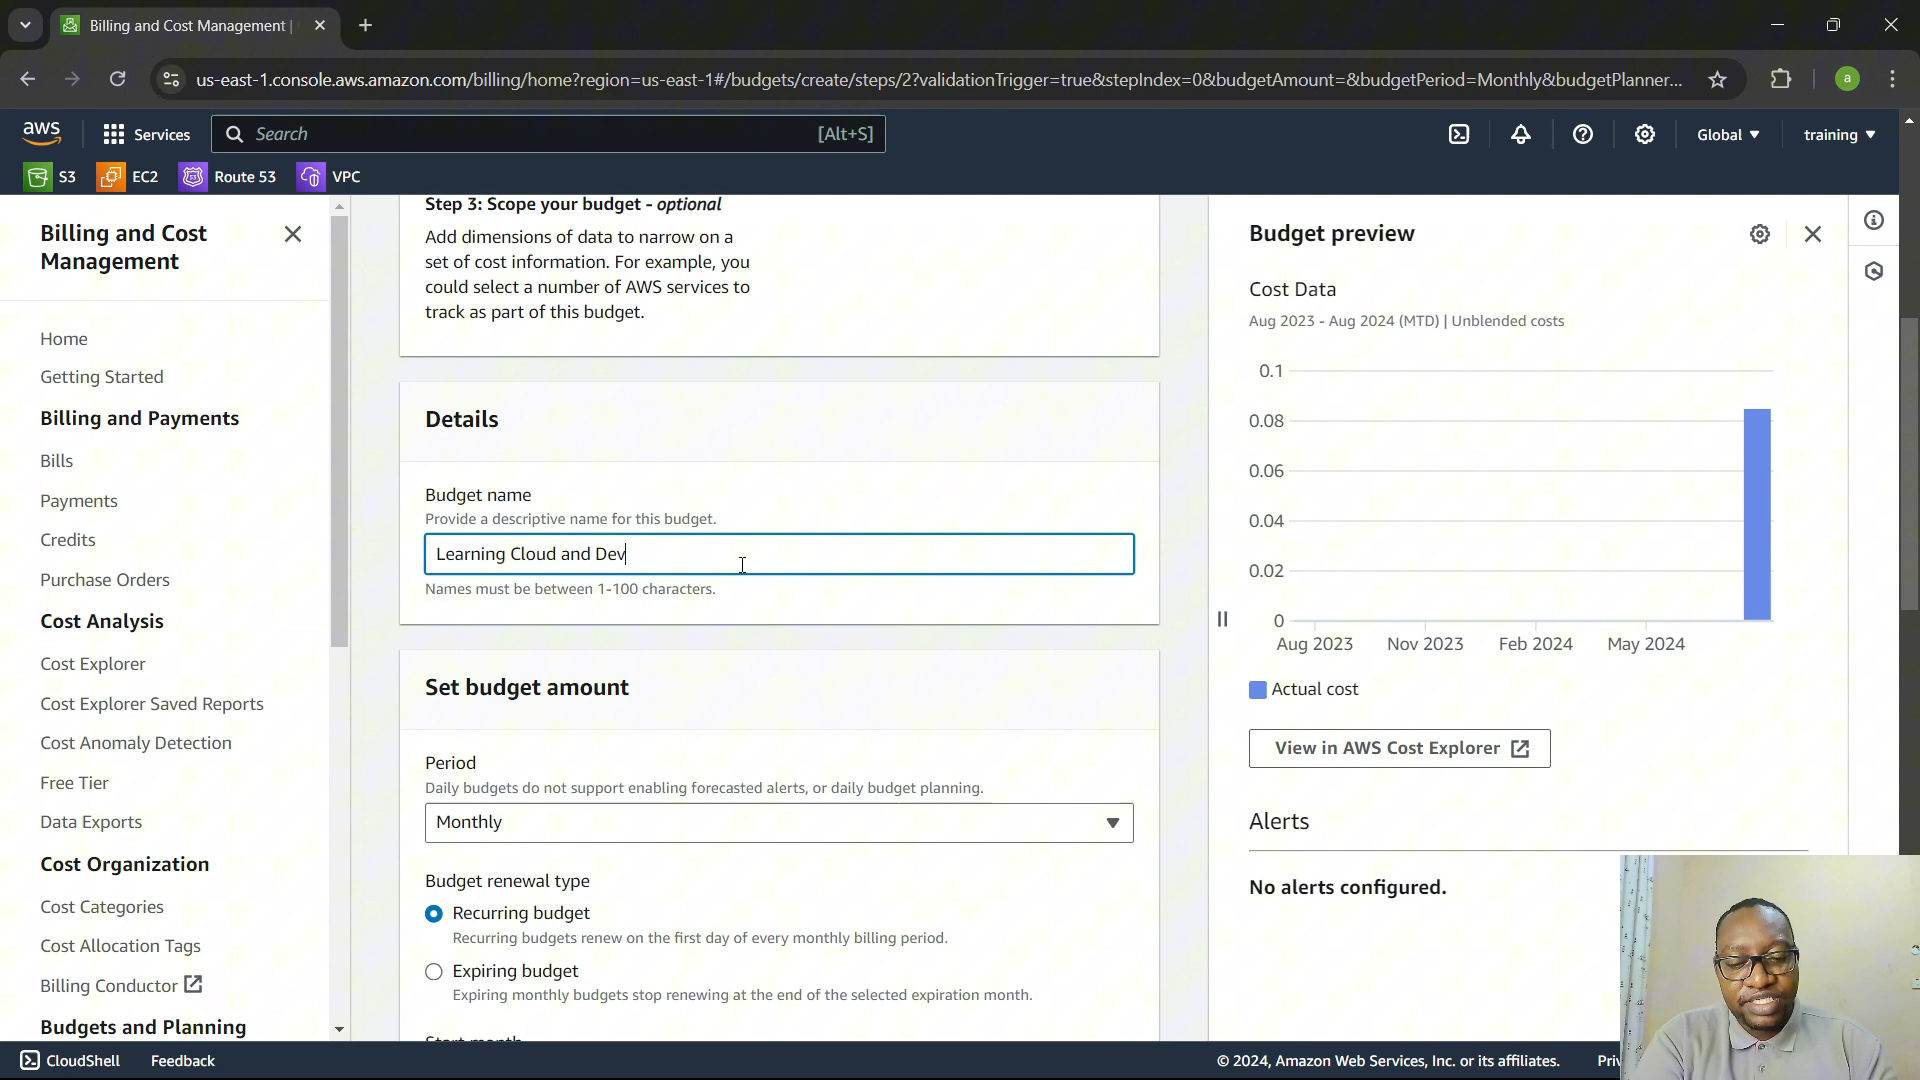 Billing and Cost Management |
us-east-1.console.aws.amazon.com/billing/home?region=us-east-1#/budgets/create/steps/2?validationTrigger=true&stepIndex=0&budgetAmount=&budgetPeriod=Monthly&budgetPlanner...
a
aws
Services
Search
[Alt+S]
Global
training
S3
EC2
Route 53
VPC
Billing and Cost
Management
Home
Getting Started
Billing and Payments
Bills
Payments
Credits
Purchase Orders
Cost Analysis
Cost Explorer
Cost Explorer Saved Reports
Cost Anomaly Detection
Free Tier
Data Exports
Cost Organization
Cost Categories
Cost Allocation Tags
Billing Conductor
Budgets and Planning
Step 3: Scope your budget - optional
Add dimensions of data to narrow on a
set of cost information. For example, you
could select a number of AWS services to
track as part of this budget.
Details
Budget name
Provide a descriptive name for this budget.
Learning Cloud and Dev
Names must be between 1-100 characters.
Set budget amount
Period
Daily budgets do not support enabling forecasted alerts, or daily budget planning.
Monthly
Budget renewal type
Recurring budget
Recurring budgets renew on the first day of every monthly billing period.
Expiring budget
Expiring monthly budgets stop renewing at the end of the selected expiration month.
Start month
Budget preview
Cost Data
Aug 2023 - Aug 2024 (MTD) | Unblended costs
0.1
0.08
0.06
0.04
0.02
0
Aug 2023
Nov 2023
Feb 2024
May 2024
Actual cost
View in AWS Cost Explorer
Alerts
No alerts configured.
CloudShell
Feedback
© 2024, Amazon Web Services, Inc. or its affiliates.